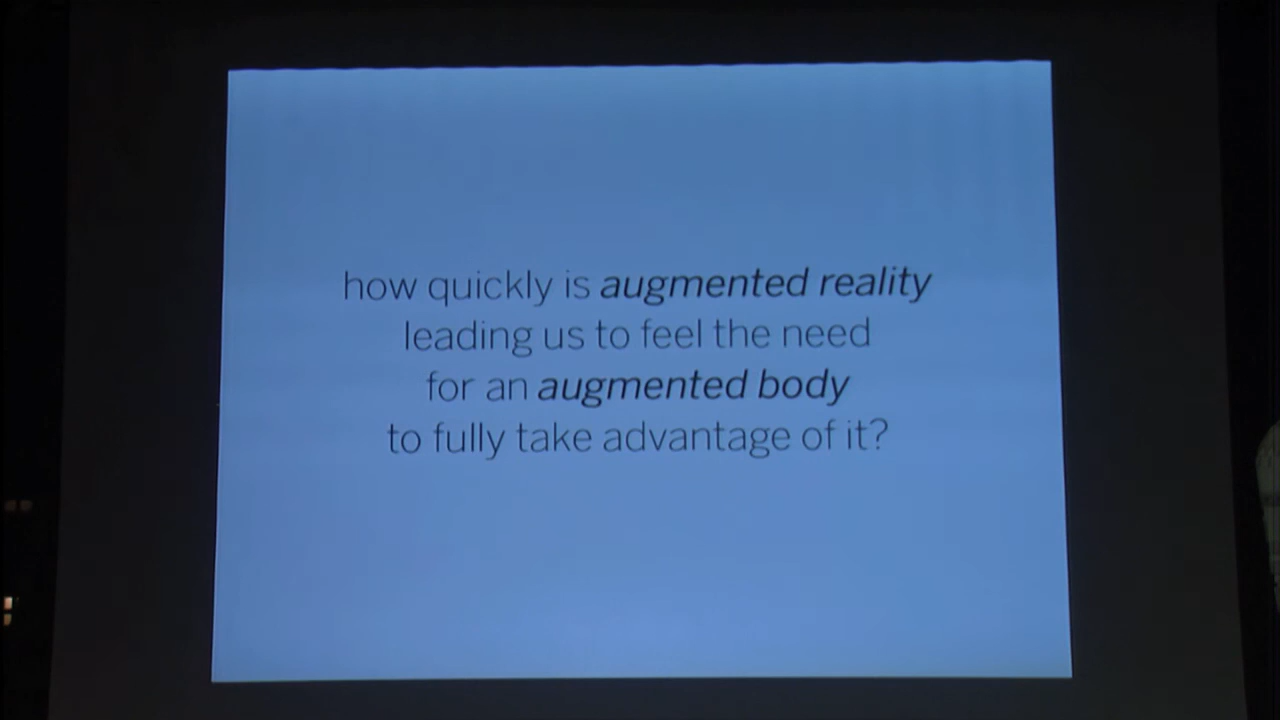 how quickly is augmented reality
leading us to feel the need
for an augmented body
to fully take advantage of it?